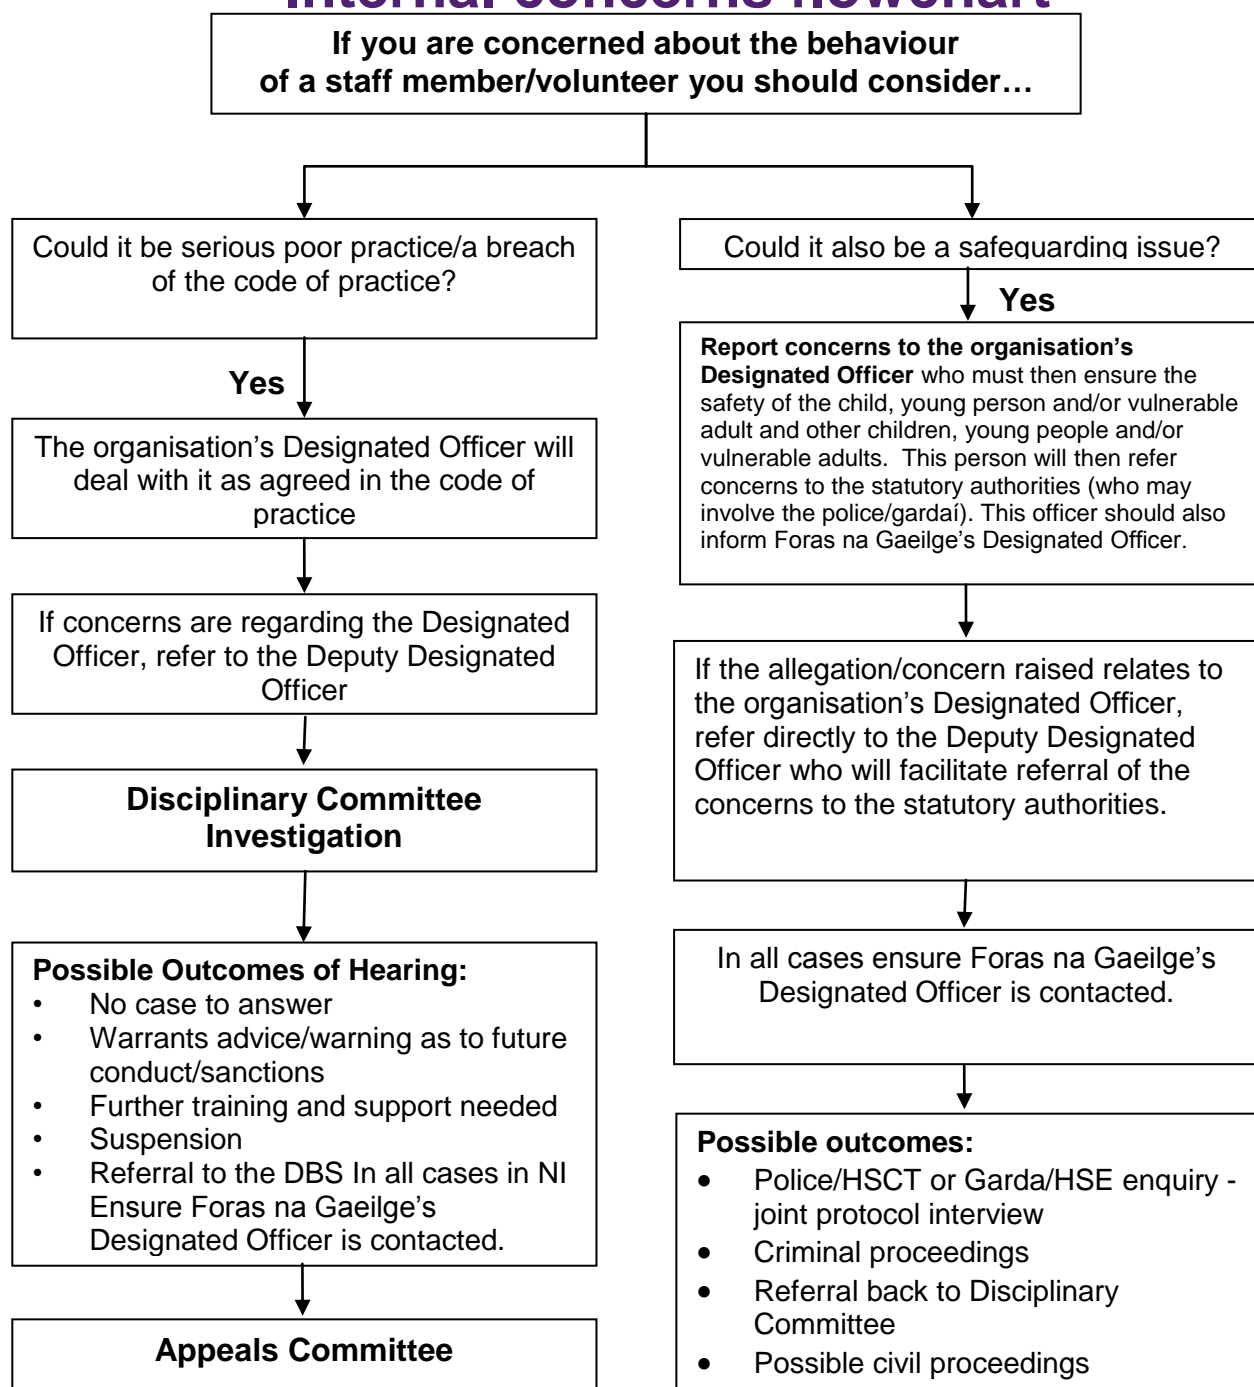 Internal concerns flowchart
If you are concerned about the behaviour
of a staff member/volunteer you should consider…
Could it be serious poor practice/a breach
of the code of practice?
Yes
The organisation’s Designated Officer will
deal with it as agreed in the code of
practice
If concerns are regarding the Designated
Officer, refer to the Deputy Designated
Officer
Disciplinary Committee
Investigation
Possible Outcomes of Hearing:
• No case to answer
• Warrants advice/warning as to future
conduct/sanctions
• Further training and support needed
• Suspension
• Referral to the DBS In all cases in NI
Ensure Foras na Gaeilge’s
Designated Officer is contacted.
Appeals Committee
Could it also be a safeguarding issue?
Yes
Report concerns to the organisation’s
Designated Officer who must then ensure the
safety of the child, young person and/or vulnerable
adult and other children, young people and/or
vulnerable adults. This person will then refer
concerns to the statutory authorities (who may
involve the police/gardaí). This officer should also
inform Foras na Gaeilge’s Designated Officer.
If the allegation/concern raised relates to
the organisation’s Designated Officer,
refer directly to the Deputy Designated
Officer who will facilitate referral of the
concerns to the statutory authorities.
In all cases ensure Foras na Gaeilge’s
Designated Officer is contacted.
Possible outcomes:
• Police/HSCT or Garda/HSE enquiry -
joint protocol interview
• Criminal proceedings
• Referral back to Disciplinary
Committee
• Possible civil proceedings